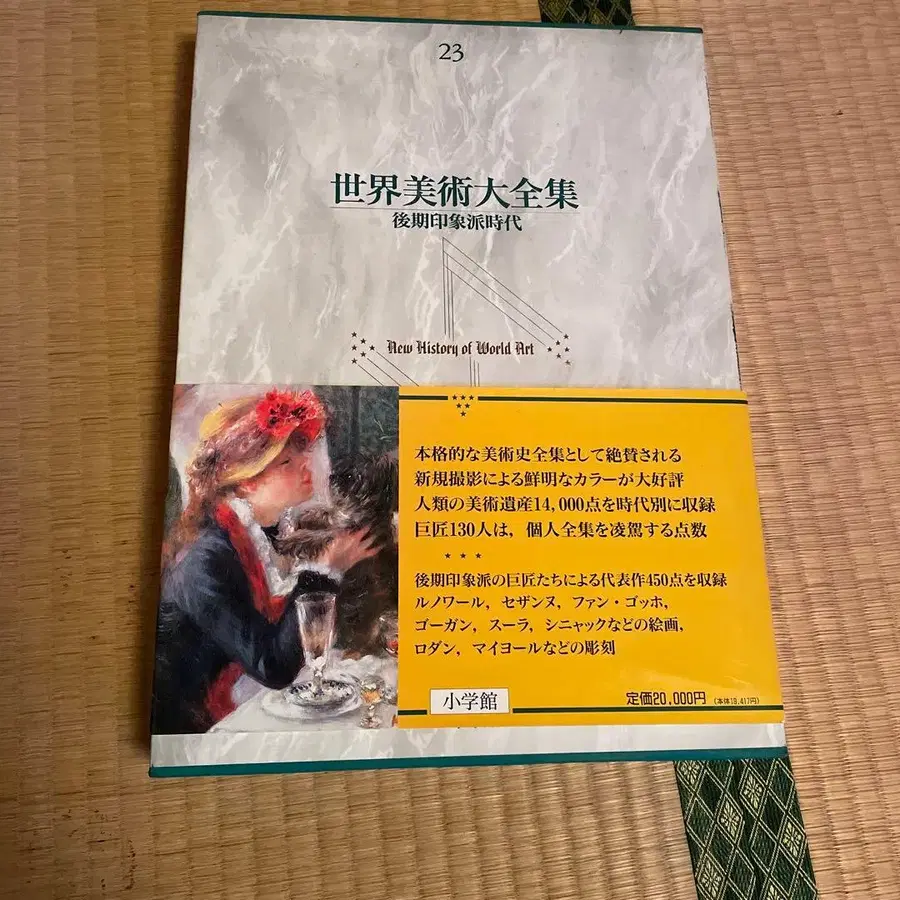 23
世界美術大全集
後期印象派時代
New History of World Art
本格的な美術史全集として絶賛される
新規撮影による鮮明なカラーが大好評
人類の美術遺産14,000点を時代別に収録
巨匠130人は，個人全集を凌駕する点数
後期印象派の巨匠たちによる代表作450点を収録
ルノワール，セザンヌ，ファン・ゴッホ，
ゴーガン，スーラ，シニャックなどの絵画，
ロダン，マイヨールなどの彫刻
小学館
定価20,000円 (本体19,417円)